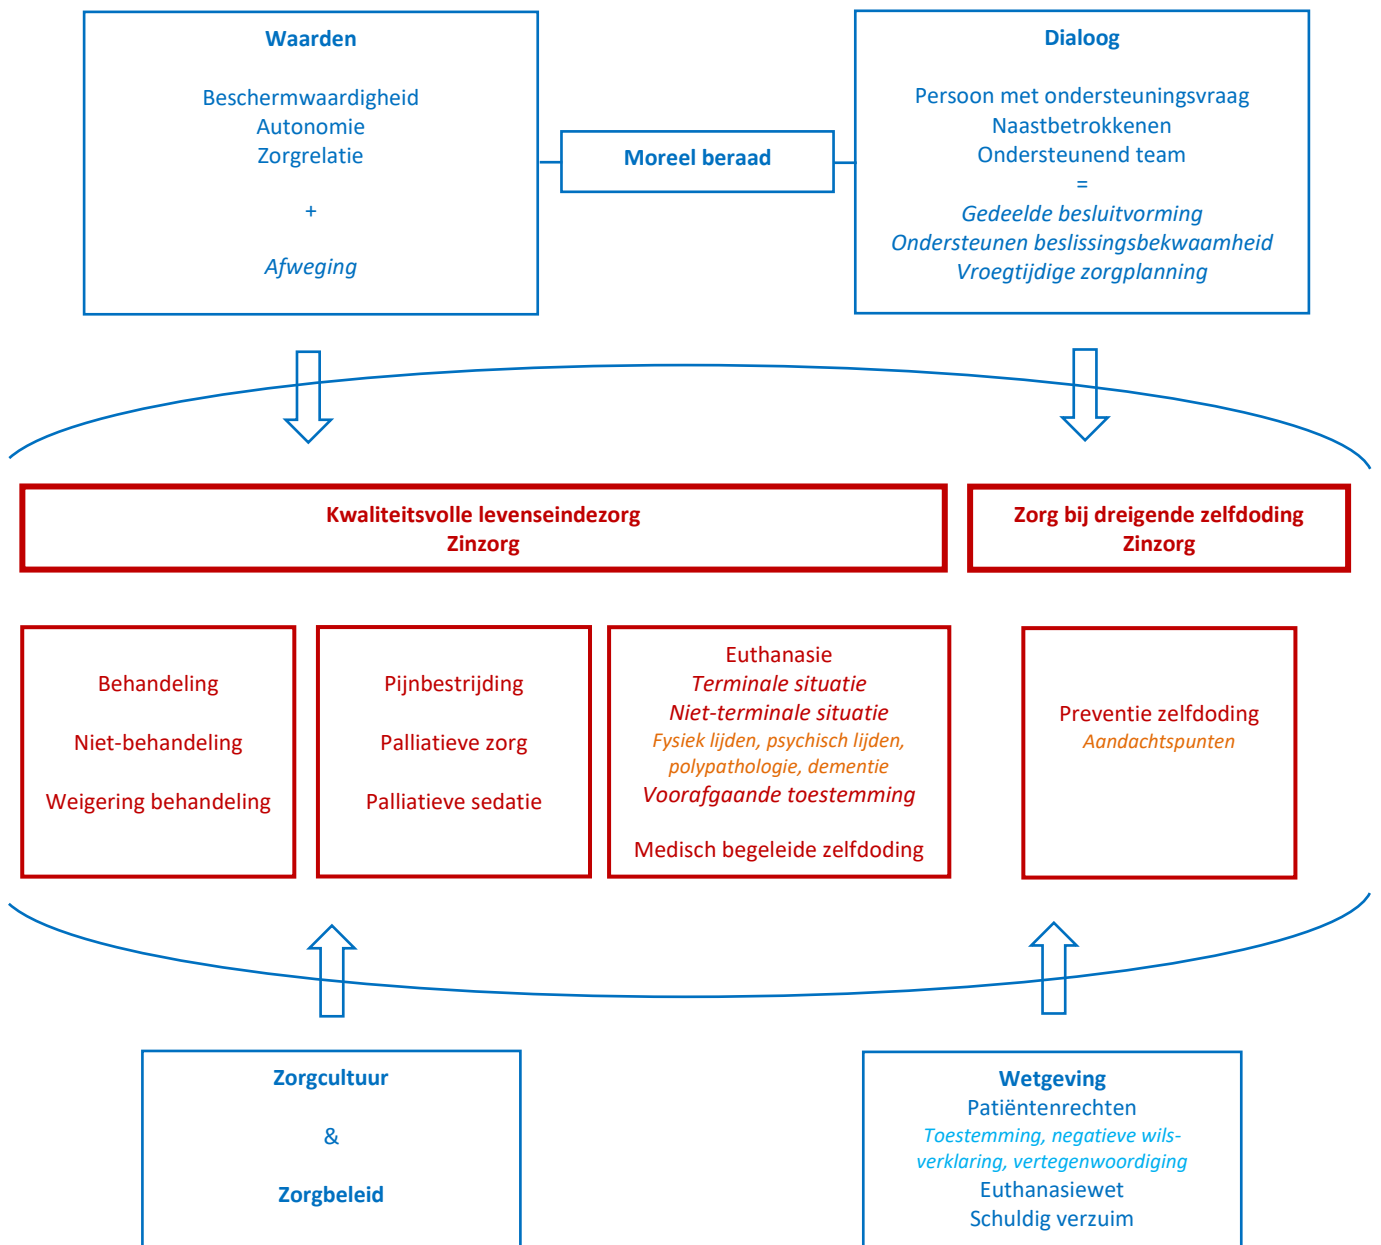 Waarden
Beschermwaardigheid
Autonomie
Zorgrelatie
+
Afweging
Moreel beraad
Dialoog
Persoon met ondersteuningsvraag
Naastbetrokkenen
Ondersteunend team
=
Gedeelde besluitvorming
Ondersteunen beslissingsbekwaamheid
Vroegtijdige zorgplanning
Kwaliteitsvolle levenseindezorg
Zinzorg
Zorg bij dreigende zelfdoding
Zinzorg
Behandeling
Niet-behandeling
Weigering behandeling
Pijnbestrijding
Palliatieve zorg
Palliatieve sedatie
Euthanasie
Terminale situatie
Niet-terminale situatie
Fysiek lijden, psychisch lijden,
polypathologie, dementie
Voorafgaande toestemming
Medisch begeleide zelfdoding
Preventie zelfdoding
Aandachtspunten
Zorgcultuur
&
Zorgbeleid
Wetgeving
Patiëntenrechten
Toestemming, negatieve wils-
verklaring, vertegenwoordiging
Euthanasiewet
Schuldig verzuim